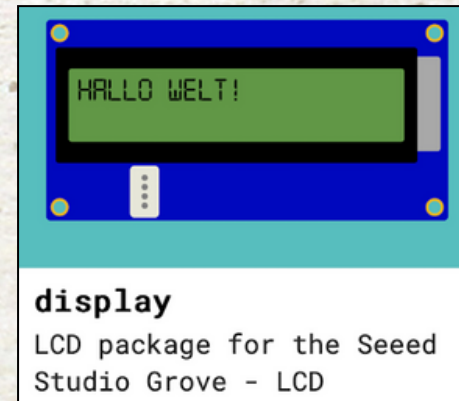 HALLO WELT!
display
LCD package for the Seeed
Studio Grove - LCD